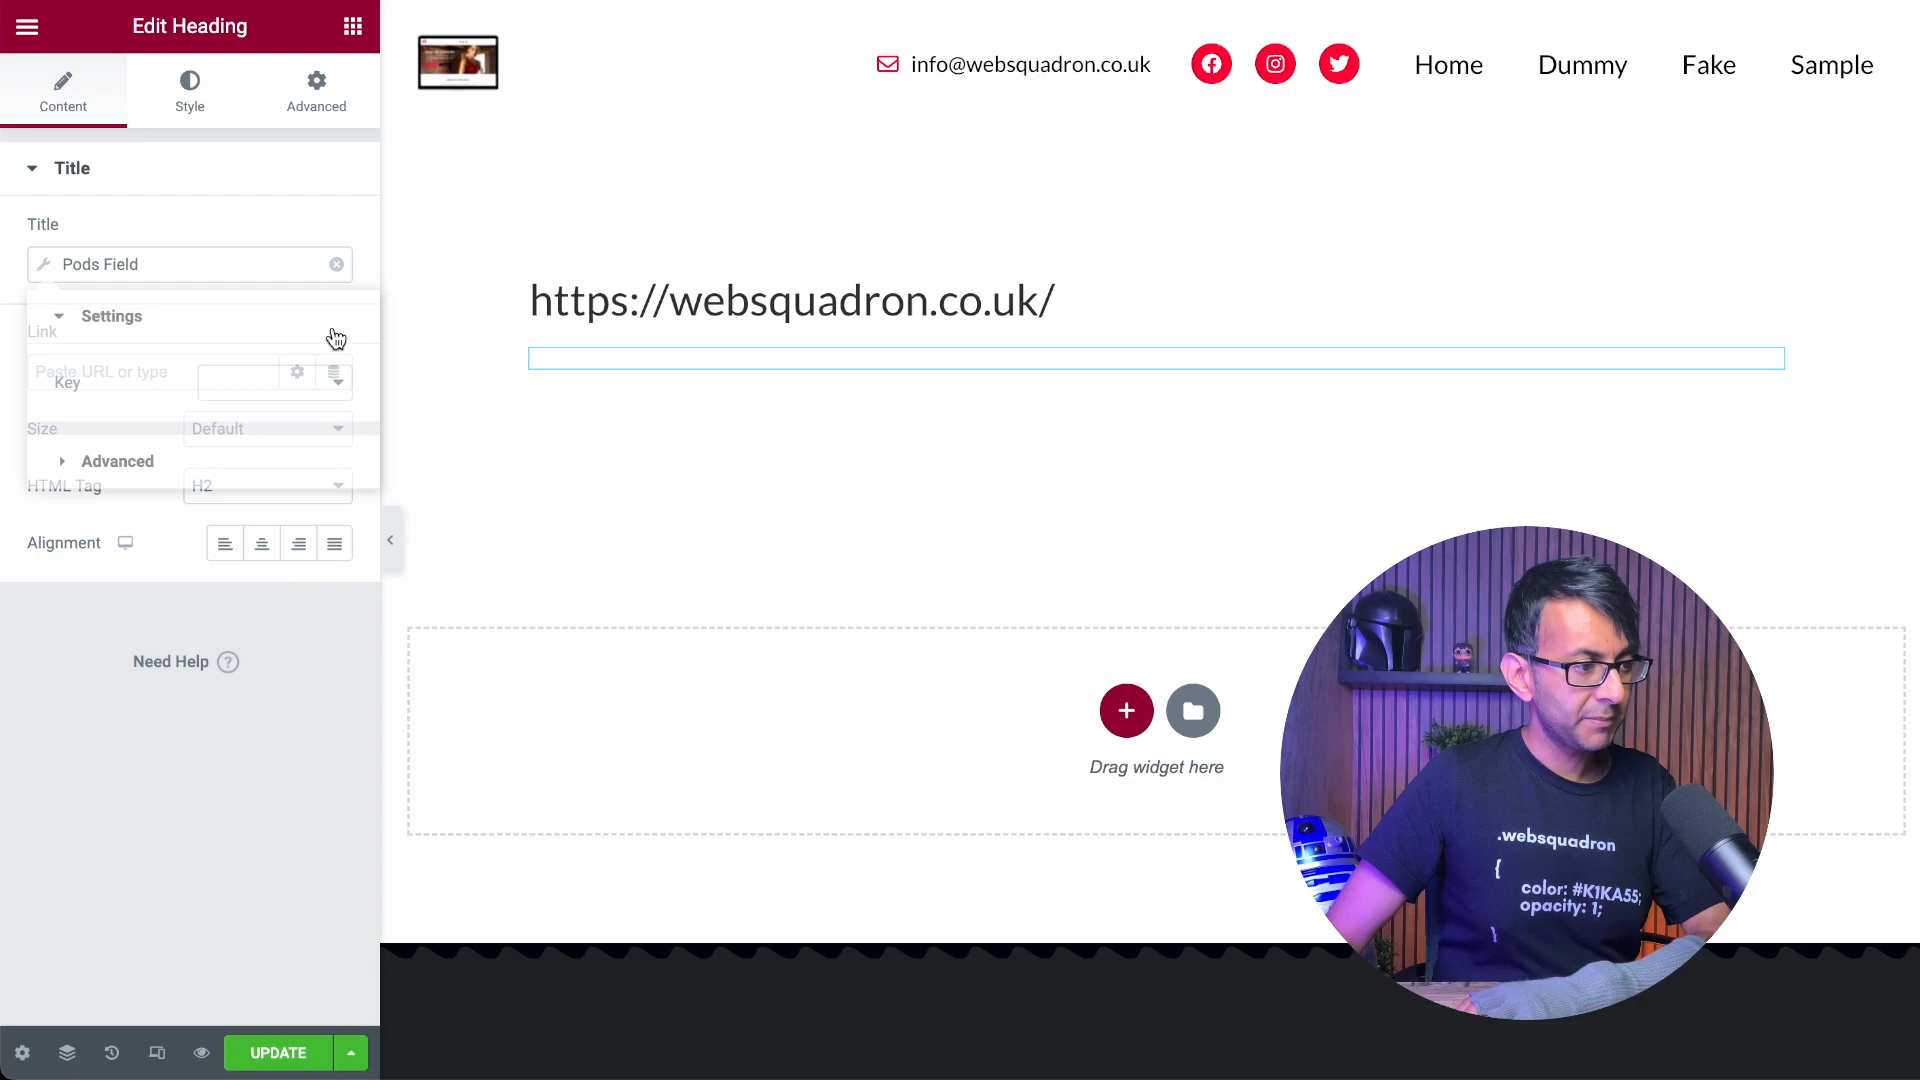 Edit Heading
Content
Style
Advanced
Title
Title
Pods Field
Settings
Link
Paste URL or type
Key
Size
Default
Advanced
HTML Tag
H2
Alignment
Need Help
?
UPDATE
info@websquadron.co.uk
Home
Dummy
Fake
Sample
https://websquadron.co.uk/
Drag widget here
.websquadron
{
color: #K1KA55;
opacity: 1;
}